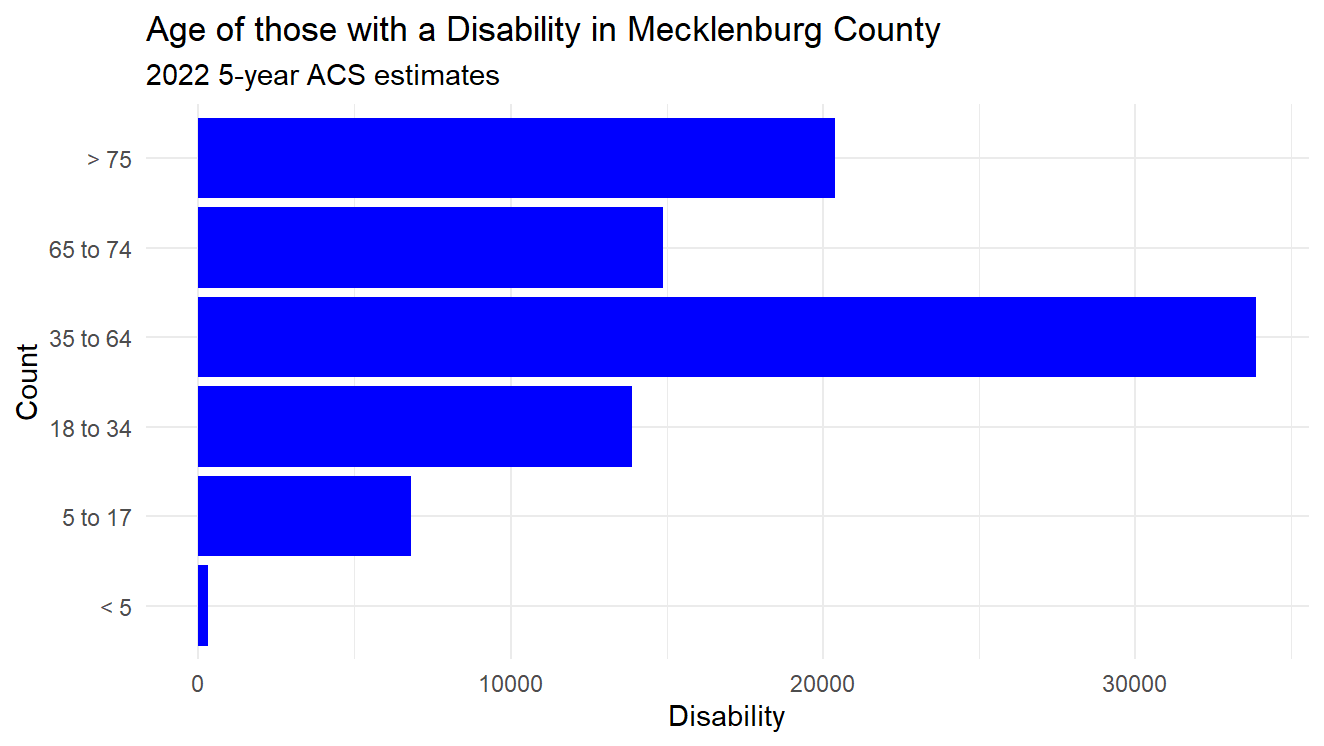 Age of those with a Disability in Mecklenburg County
2022 5-year ACS estimates
> 75
65 to 74
35 to 64
18 to 34
5 to 17
< 5
Count
0 10000 20000 30000
Disability